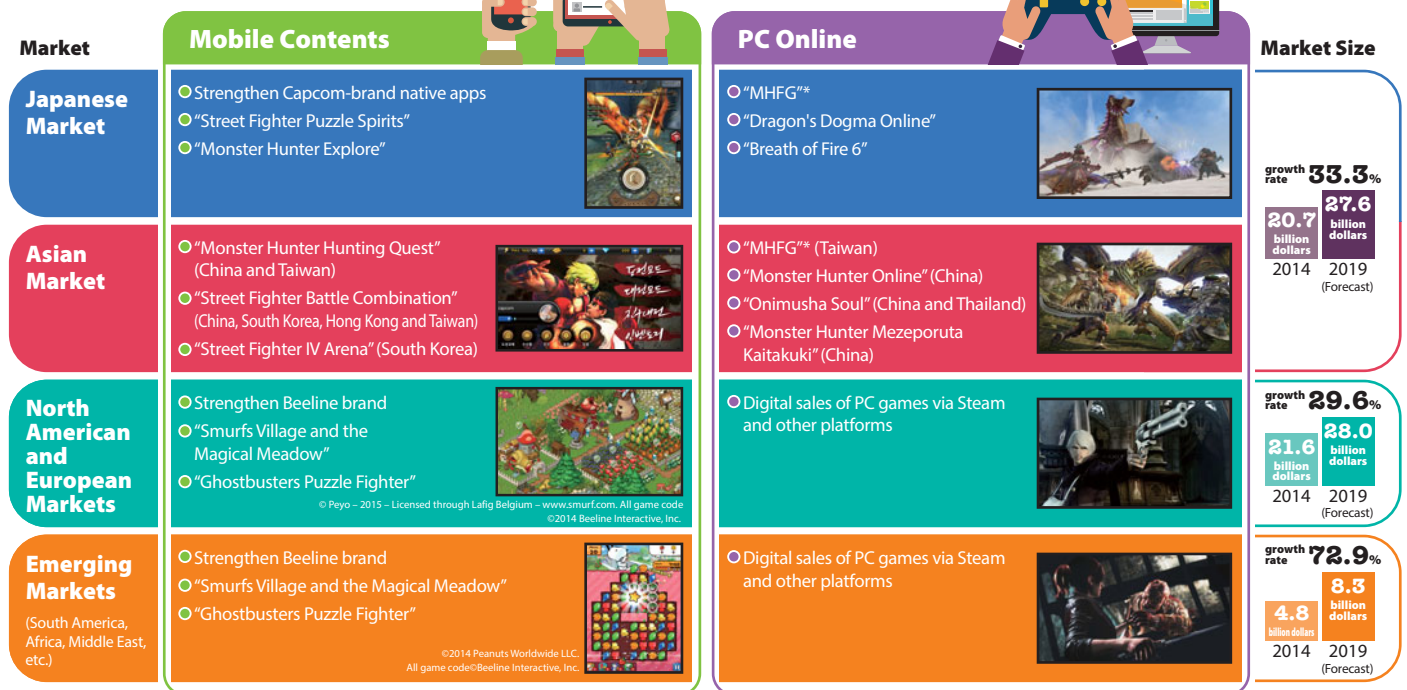 Market
Mobile Contents
PC Online
Market Size
Japanese
Market
Strengthen Capcom-brand native apps
“Street Fighter Puzzle Spirits”
“Monster Hunter Explore”
“MHFG”*
“Dragon's Dogma Online”
“Breath of Fire 6”
growth
rate 33.3%
20.7
billion
dollars
27.6
billion
dollars
2014 2019
(Forecast)
Asian
Market
“Monster Hunter Hunting Quest”
(China and Taiwan)
“Street Fighter Battle Combination”
(China, South Korea, Hong Kong and Taiwan)
“Street Fighter IV Arena” (South Korea)
“MHFG”* (Taiwan)
“Monster Hunter Online” (China)
“Onimusha Soul” (China and Thailand)
“Monster Hunter Mezeporuta
Kaitakuki” (China)
North
American
and
European
Markets
Strengthen Beeline brand
“Smurfs Village and the
Magical Meadow”
“Ghostbusters Puzzle Fighter”
© Peyo – 2015 – Licensed through Lafig Belgium – www.smurf.com. All game code
©2014 Beeline Interactive, Inc.
Digital sales of PC games via Steam
and other platforms
growth
rate 29.6%
21.6
billion
dollars
28.0
billion
dollars
2014 2019
(Forecast)
Emerging
Markets
(South America,
Africa, Middle East,
etc.)
Strengthen Beeline brand
“Smurfs Village and the Magical Meadow”
“Ghostbusters Puzzle Fighter”
©2014 Peanuts Worldwide LLC.
All game code©Beeline Interactive, Inc.
Digital sales of PC games via Steam
and other platforms
growth
rate 72.9%
4.8
billion dollars
8.3
billion
dollars
2014 2019
(Forecast)